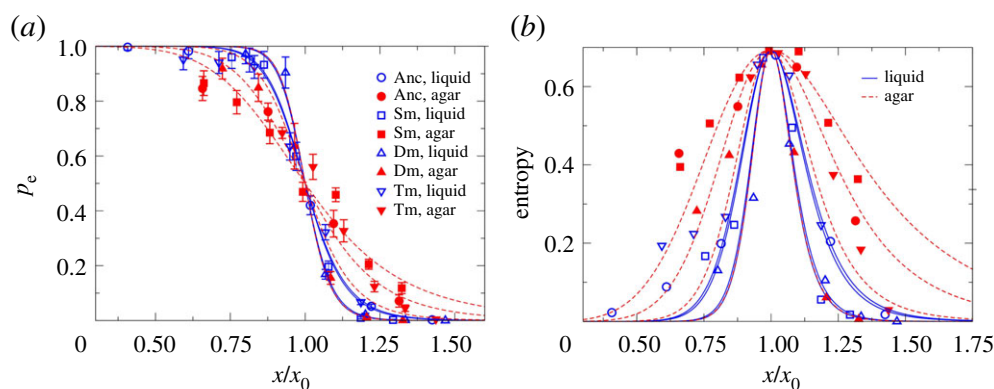 (a)
1.0
0.8
0.6
0.4
0.2
p_e
0
0.50
0.75
1.00
1.25
1.50
x/x_0
Anc, liquid
Anc, agar
Sm, liquid
Sm, agar
Dm, liquid
Dm, agar
Tm, liquid
Tm, agar
(b)
0.6
0.4
0.2
entropy
0
0.50
0.75
1.00
1.25
1.50
1.75
x/x_0
liquid
agar